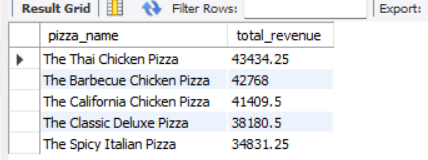 Result Grid Filter Rows: Export:
pizza_name total_revenue
The Thai Chicken Pizza 43434.25
The Barbecue Chicken Pizza 42768
The California Chicken Pizza 41409.5
The Classic Deluxe Pizza 38180.5
The Spicy Italian Pizza 34831.25